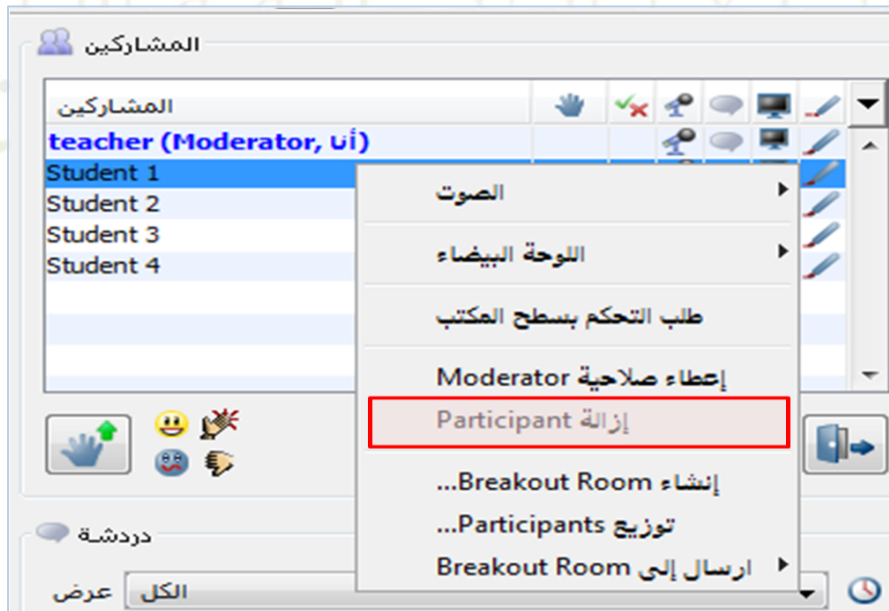 المشاركين
المشاركين
teacher (Moderator, أنا)
Student 1
Student 2
Student 3
Student 4
الصوت
اللوحة البيضاء
طلب التحكم بسطح المكتب
إعطاء صلاحية Moderator
إزالة Participant
إنشاء Breakout Room...
توزيع Participants...
ارسال إلى Breakout Room
دردشة
عرض الكل